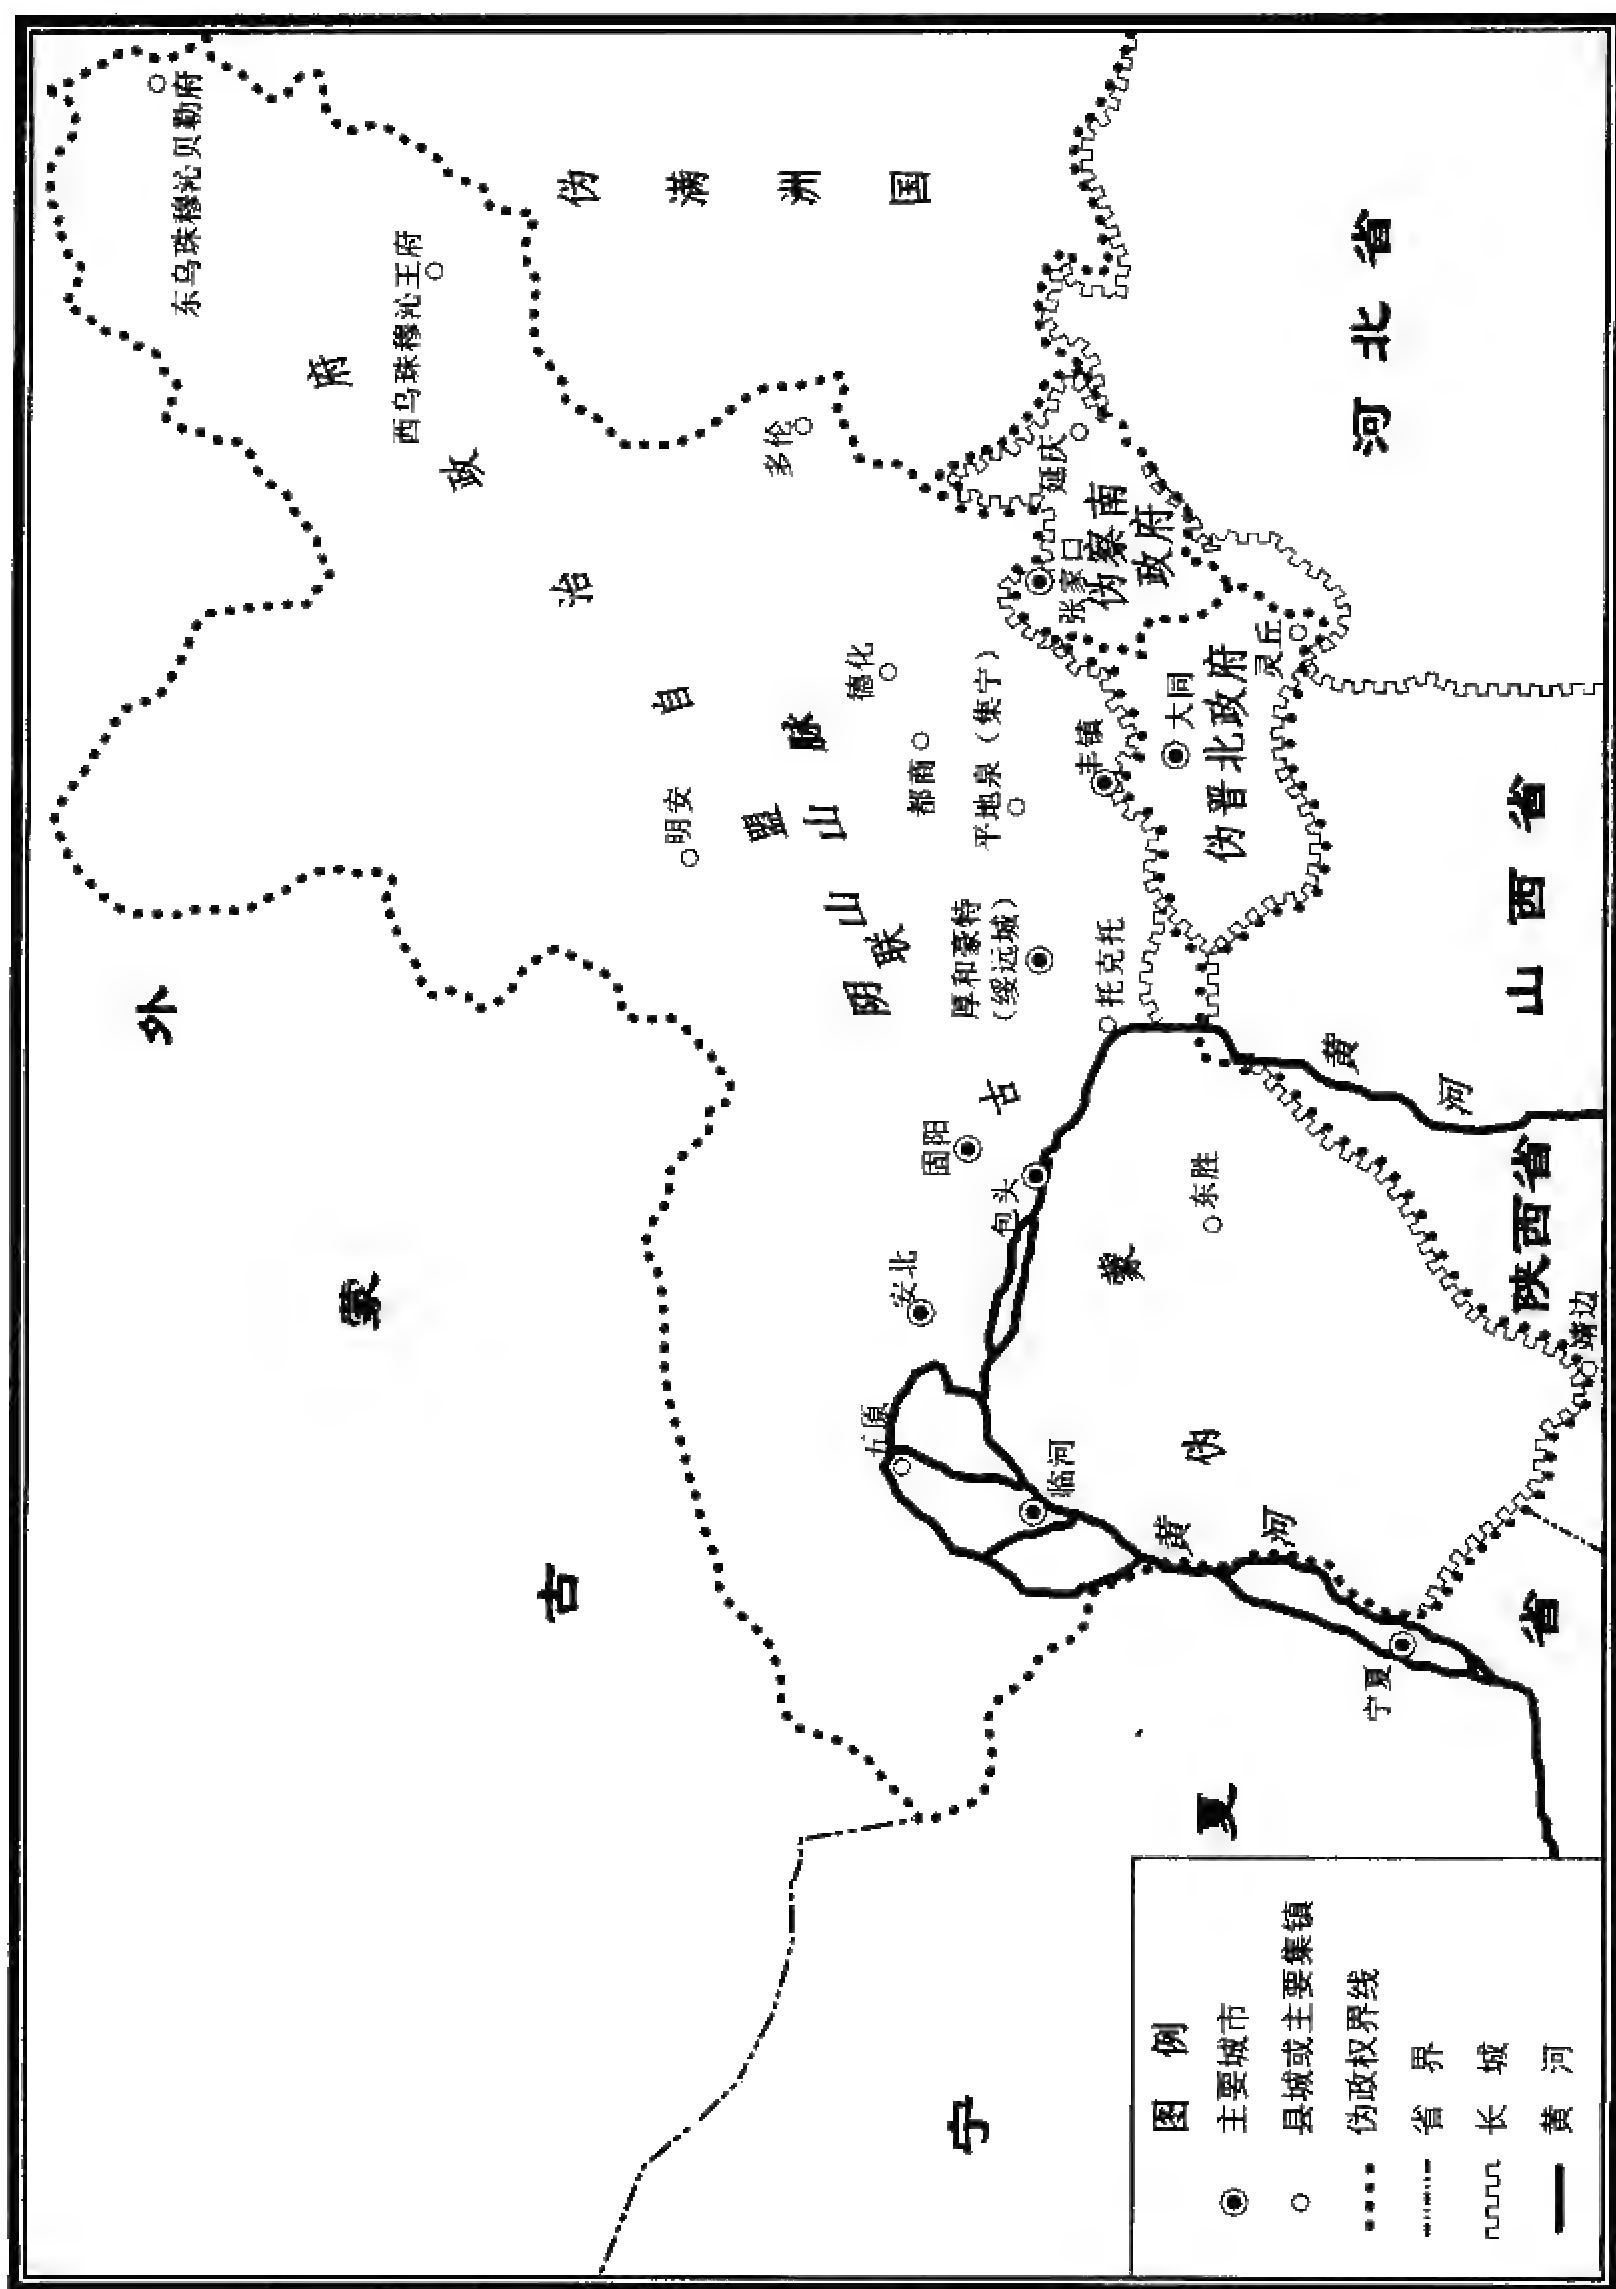 外蒙古
东乌珠穆沁贝勒府
西乌珠穆沁王府
伪满洲国
伪蒙古联盟自治政府
多伦
明安
德化
都商
平地泉（集宁）
阴山山脉
厚和豪特
（绥远城）
托克托
丰镇
张家口
延庆
伪察南
政府
大同
伪晋北政府
灵丘
河北省
山西省
陕西省
固阳
包头
安北
五原
临河
东胜
靖边
黄河
黄河
宁夏
宁夏省
图例
主要城市
县城或主要集镇
伪政权界线
省界
长城
黄河